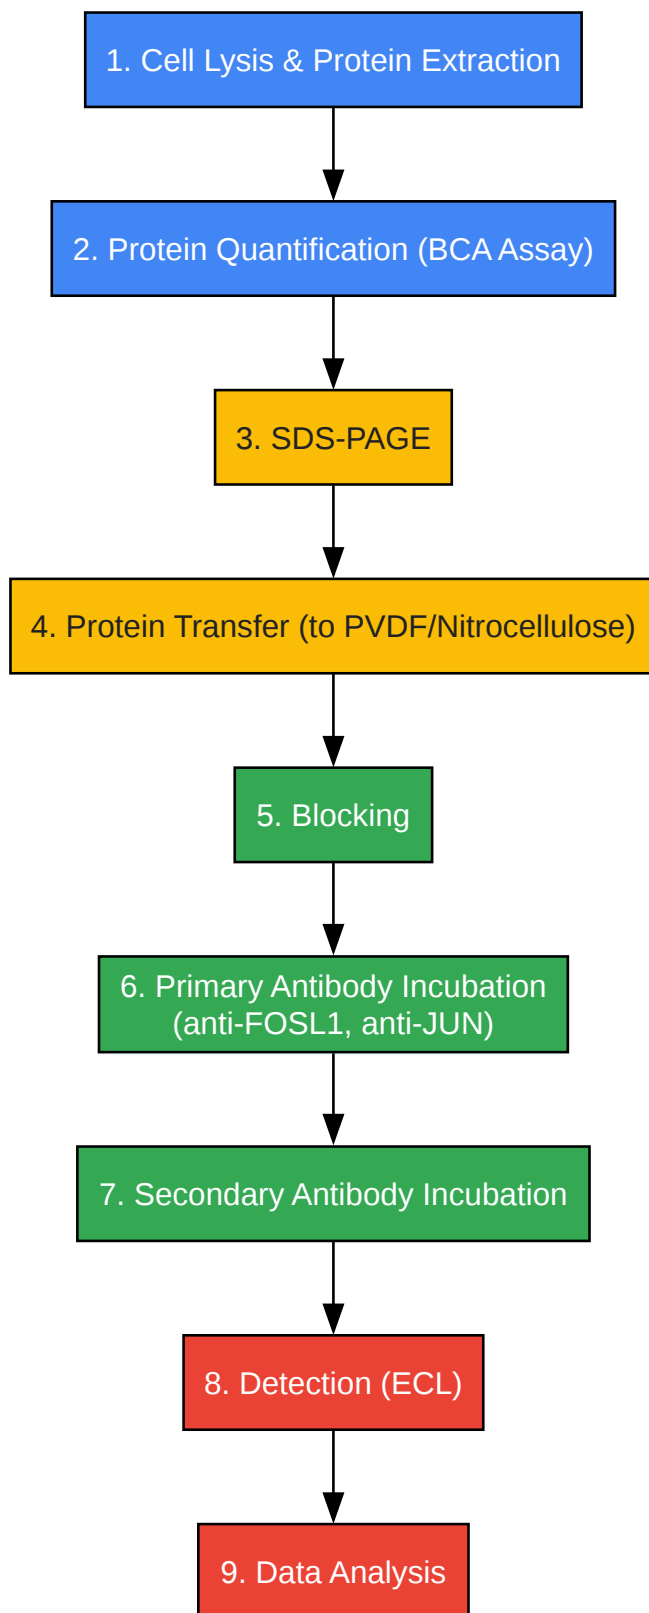 1. Cell Lysis & Protein Extraction
2. Protein Quantification (BCA Assay)
3. SDS-PAGE
4. Protein Transfer (to PVDF/Nitrocellulose)
5. Blocking
6. Primary Antibody Incubation
(anti-FOSL1, anti-JUN)
7. Secondary Antibody Incubation
8. Detection (ECL)
9. Data Analysis